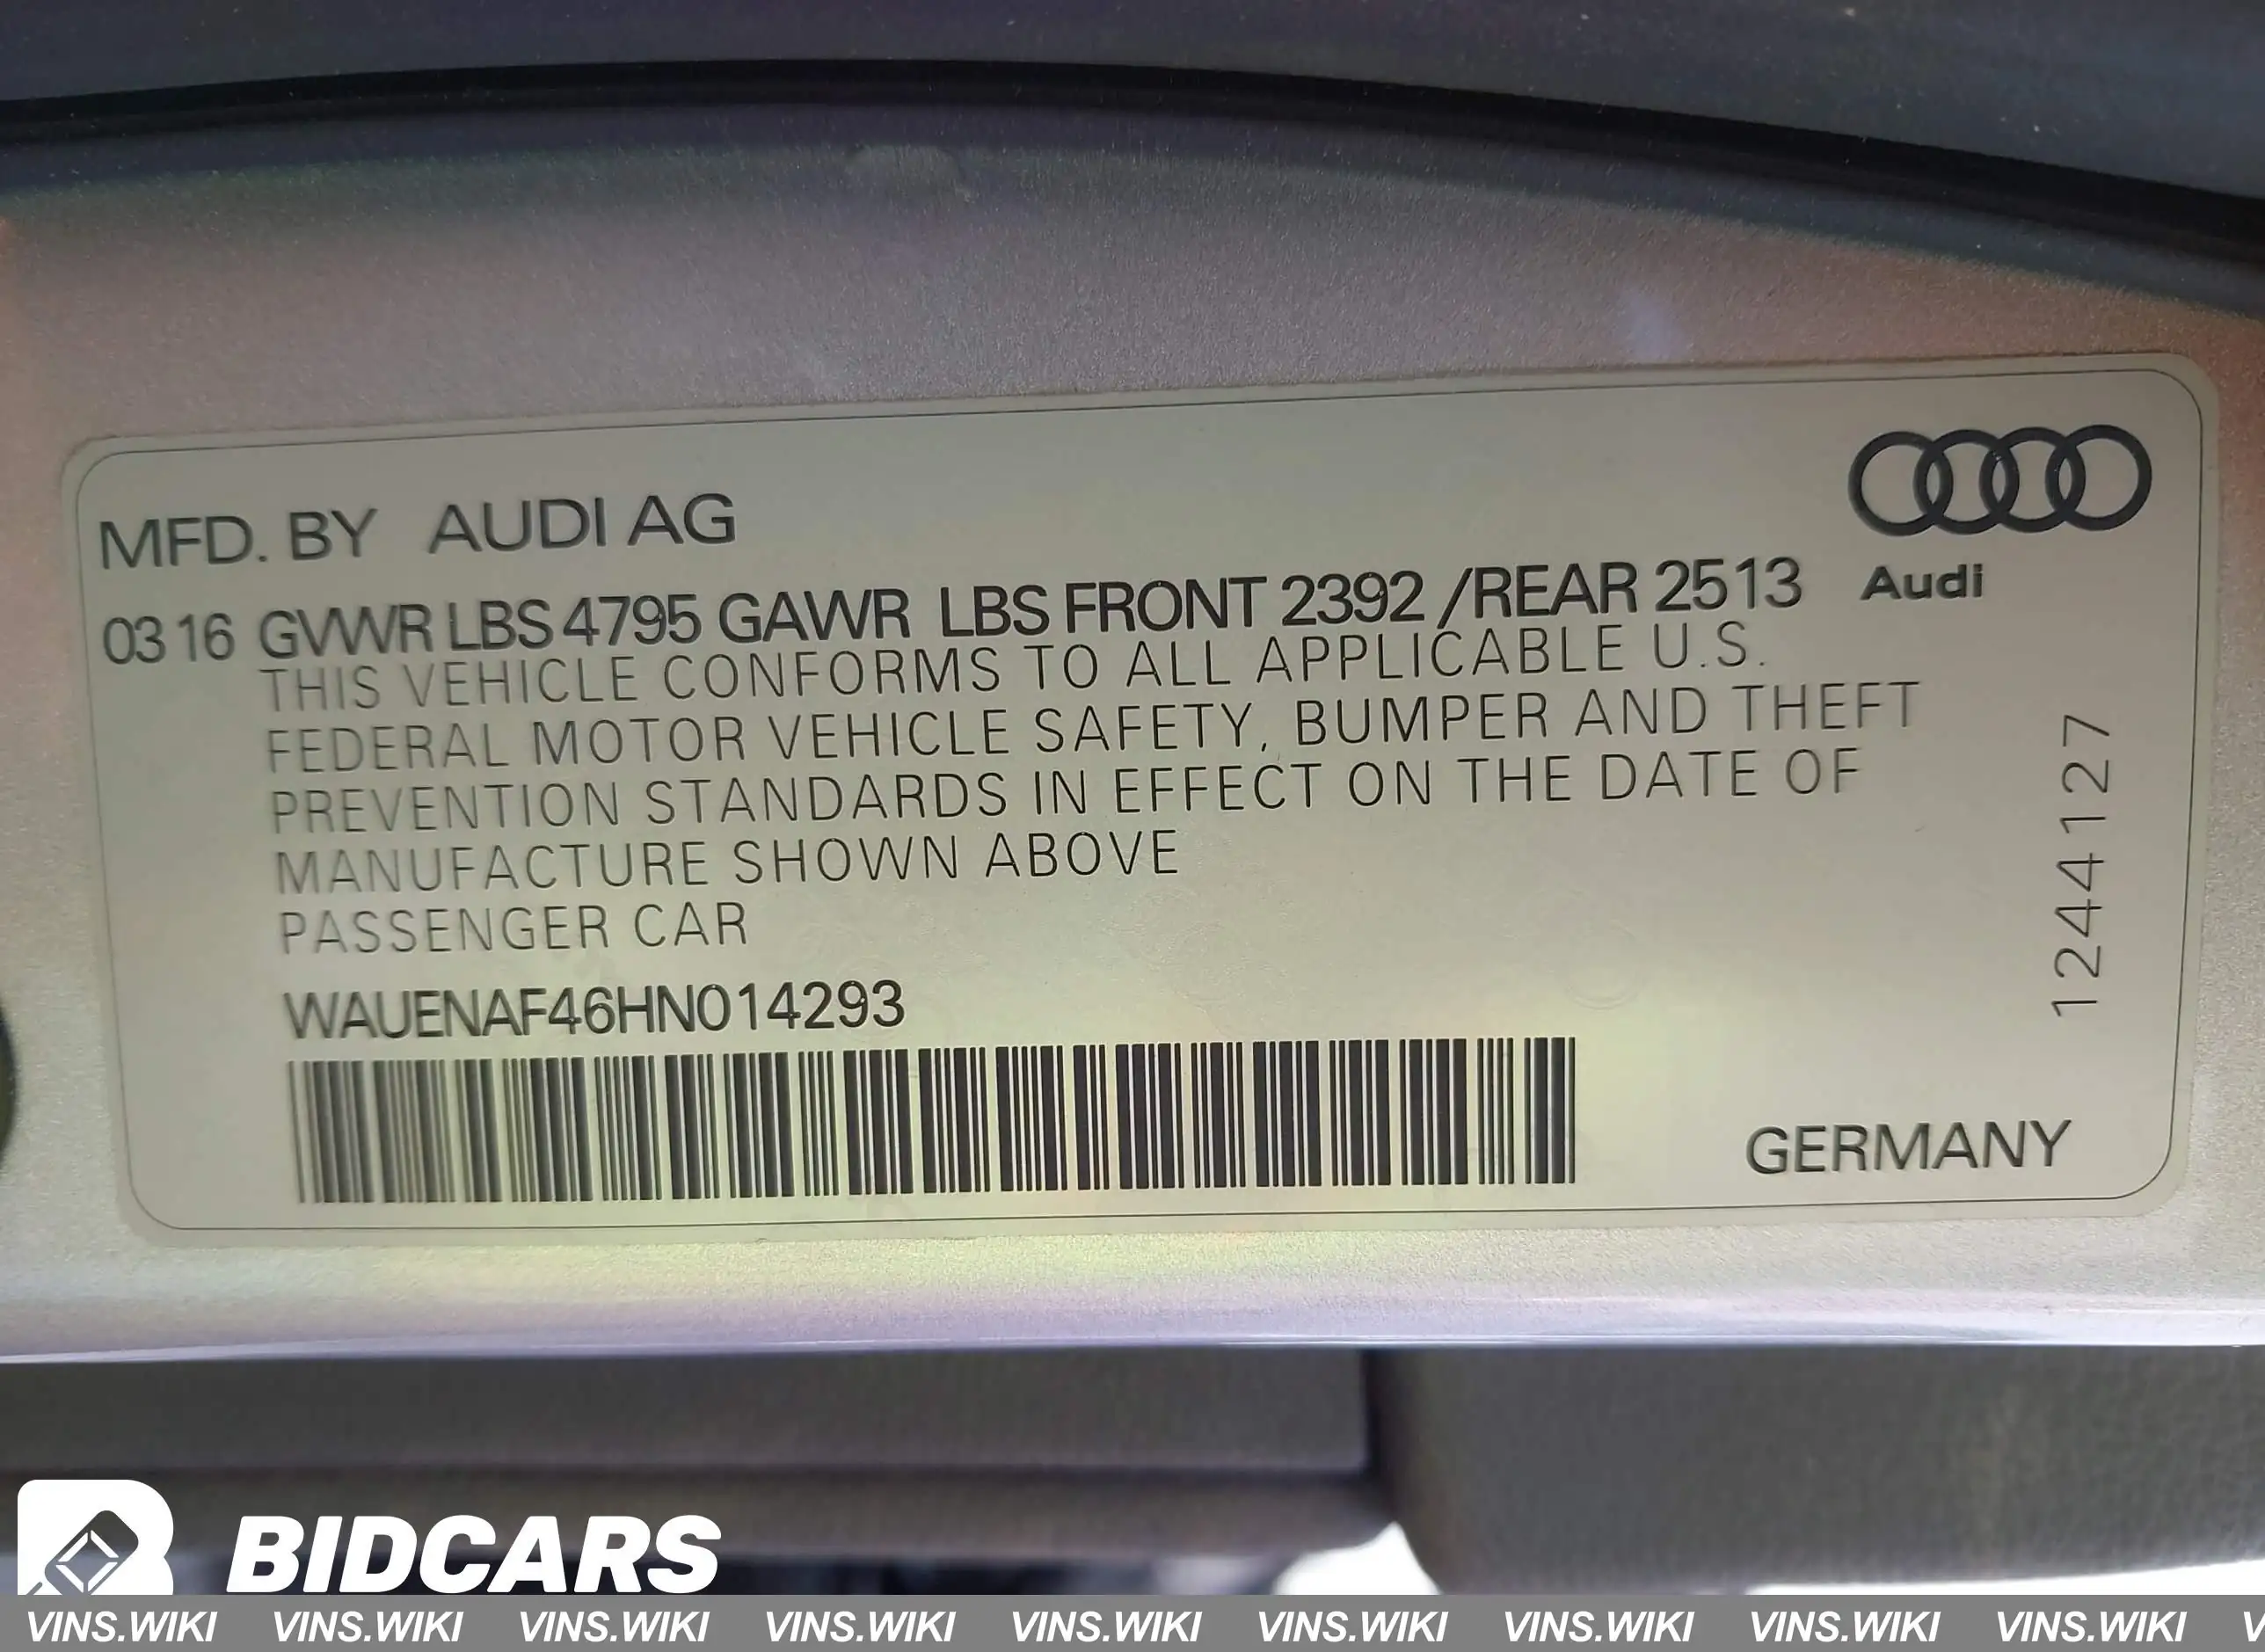 MFD. BY AUDI AG
03 16 GVWR LBS 4795 GAWR LBS FRONT 2392 /REAR 2513
Audi
THIS VEHICLE CONFORMS TO ALL APPLICABLE U.S.
FEDERAL MOTOR VEHICLE SAFETY, BUMPER AND THEFT
PREVENTION STANDARDS IN EFFECT ON THE DATE OF
MANUFACTURE SHOWN ABOVE
PASSENGER CAR
WAUENAF46HN014293
1244127
GERMANY
BIDCARS
VINS.WIKI VINS.WIKI VINS.WIKI VINS.WIKI VINS.WIKI VINS.WIKI VINS.WIKI VINS.WIKI VINS.WIKI V